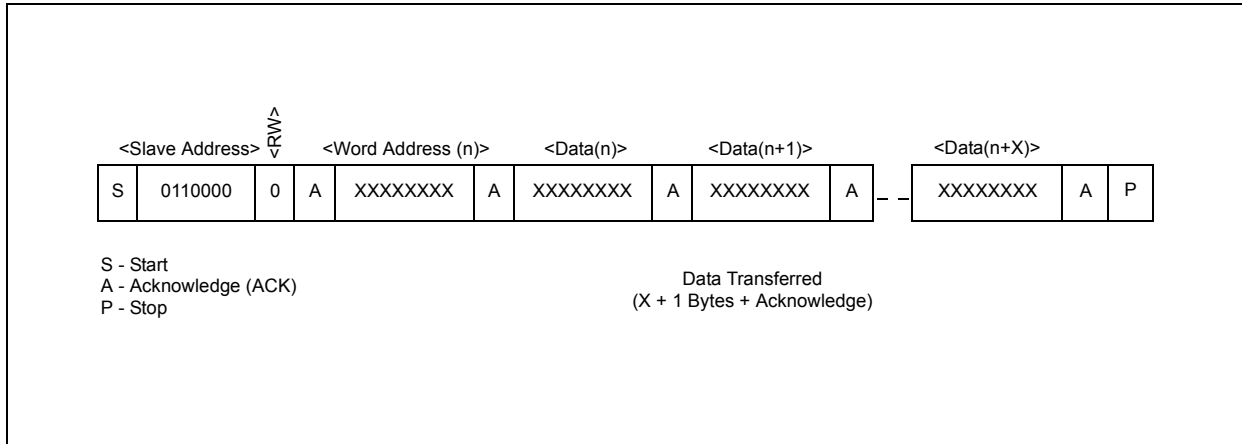 <Slave Address> <RW> <Word Address (n)> <Data(n)> <Data(n+1)> <Data(n+X)>
S 0110000 0 A XXXXXXXX A XXXXXXXX A XXXXXXXX A XXXXXXXX A P
S - Start
A - Acknowledge (ACK)
P - Stop
Data Transferred
(X + 1 Bytes + Acknowledge)